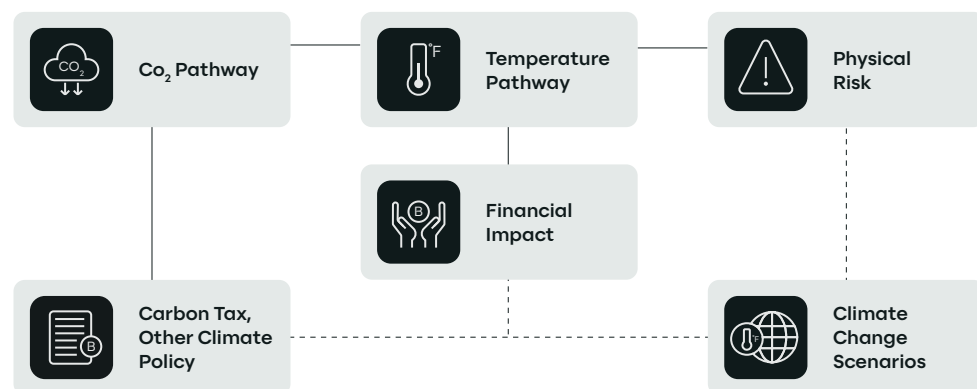 CO2
Co2 Pathway
°F
Temperature
Pathway
Physical
Risk
B
Financial
Impact
B
Carbon Tax,
Other Climate
Policy
°F
Climate
Change
Scenarios